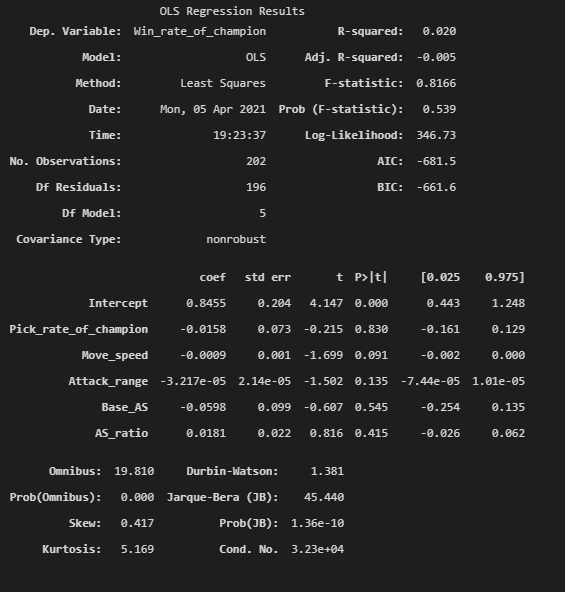 OLS Regression Results
Dep. Variable: Win_rate_of_champion R-squared: 0.020
Model: OLS Adj. R-squared: -0.005
Method: Least Squares F-statistic: 0.8166
Date: Mon, 05 Apr 2021 Prob (F-statistic): 0.539
Time: 19:23:37 Log-Likelihood: 346.73
No. Observations: 202 AIC: -681.5
Df Residuals: 196 BIC: -661.6
Df Model: 5
Covariance Type: nonrobust
coef std err t P>|t| [0.025 0.975]
Intercept 0.8455 0.204 4.147 0.000 0.443 1.248
Pick_rate_of_champion -0.0158 0.073 -0.215 0.830 -0.161 0.129
Move_speed -0.0009 0.001 -1.699 0.091 -0.002 0.000
Attack_range -3.217e-05 2.14e-05 -1.502 0.135 -7.44e-05 1.01e-05
Base_AS -0.0598 0.099 -0.607 0.545 -0.254 0.135
AS_ratio 0.0181 0.022 0.816 0.415 -0.026 0.062
Omnibus: 19.810 Durbin-Watson: 1.381
Prob(Omnibus): 0.000 Jarque-Bera (JB): 45.440
Skew: 0.417 Prob(JB): 1.36e-10
Kurtosis: 5.169 Cond. No. 3.23e+04